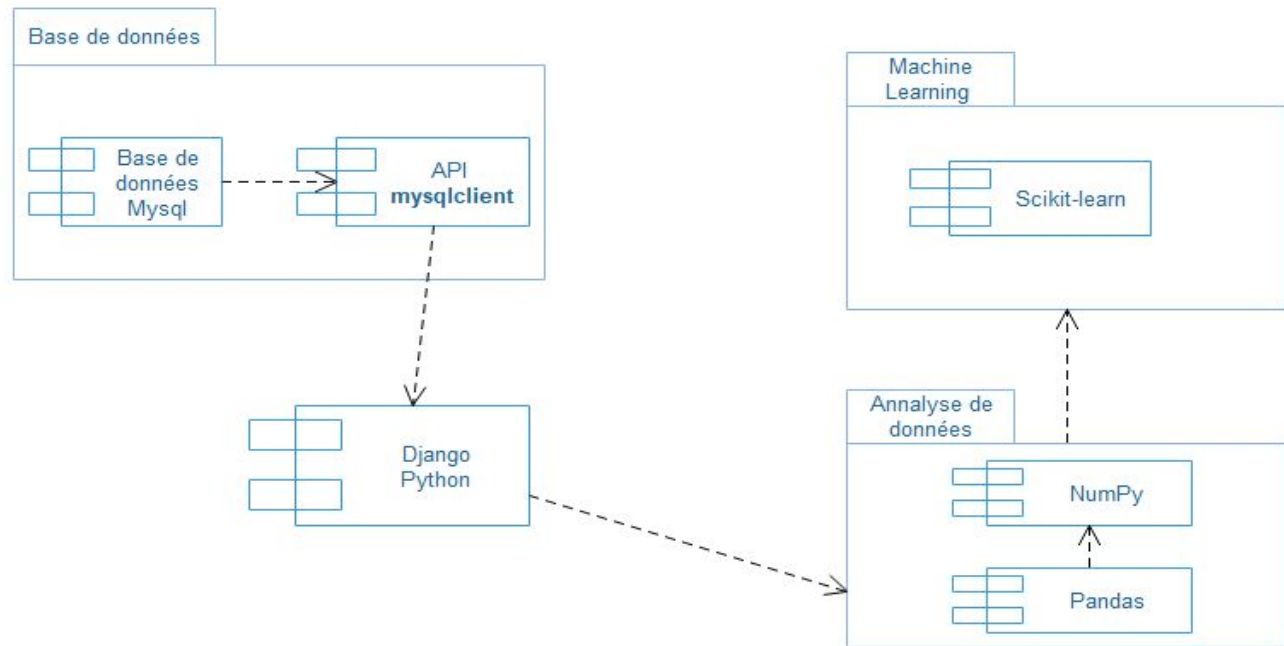 Base de données
Base de
données
Mysql
API
mysqlclient
Django
Python
Machine
Learning
Scikit-learn
Annalyse de
données
NumPy
Pandas